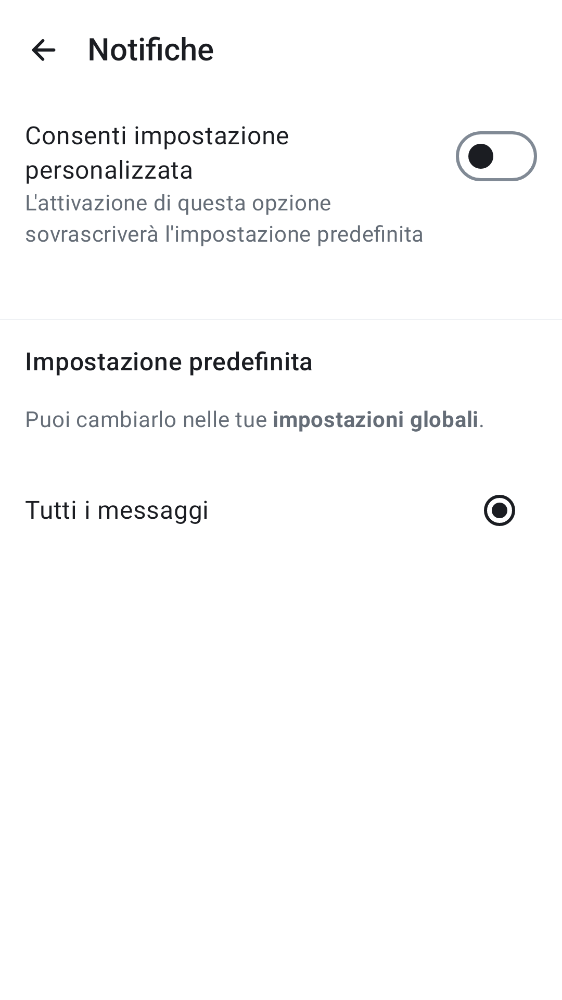 Notifiche
Consenti impostazione
personalizzata
L'attivazione di questa opzione
sovrascriverà l'impostazione predefinita
Impostazione predefinita
Puoi cambiarlo nelle tue impostazioni globali.
Tutti i messaggi